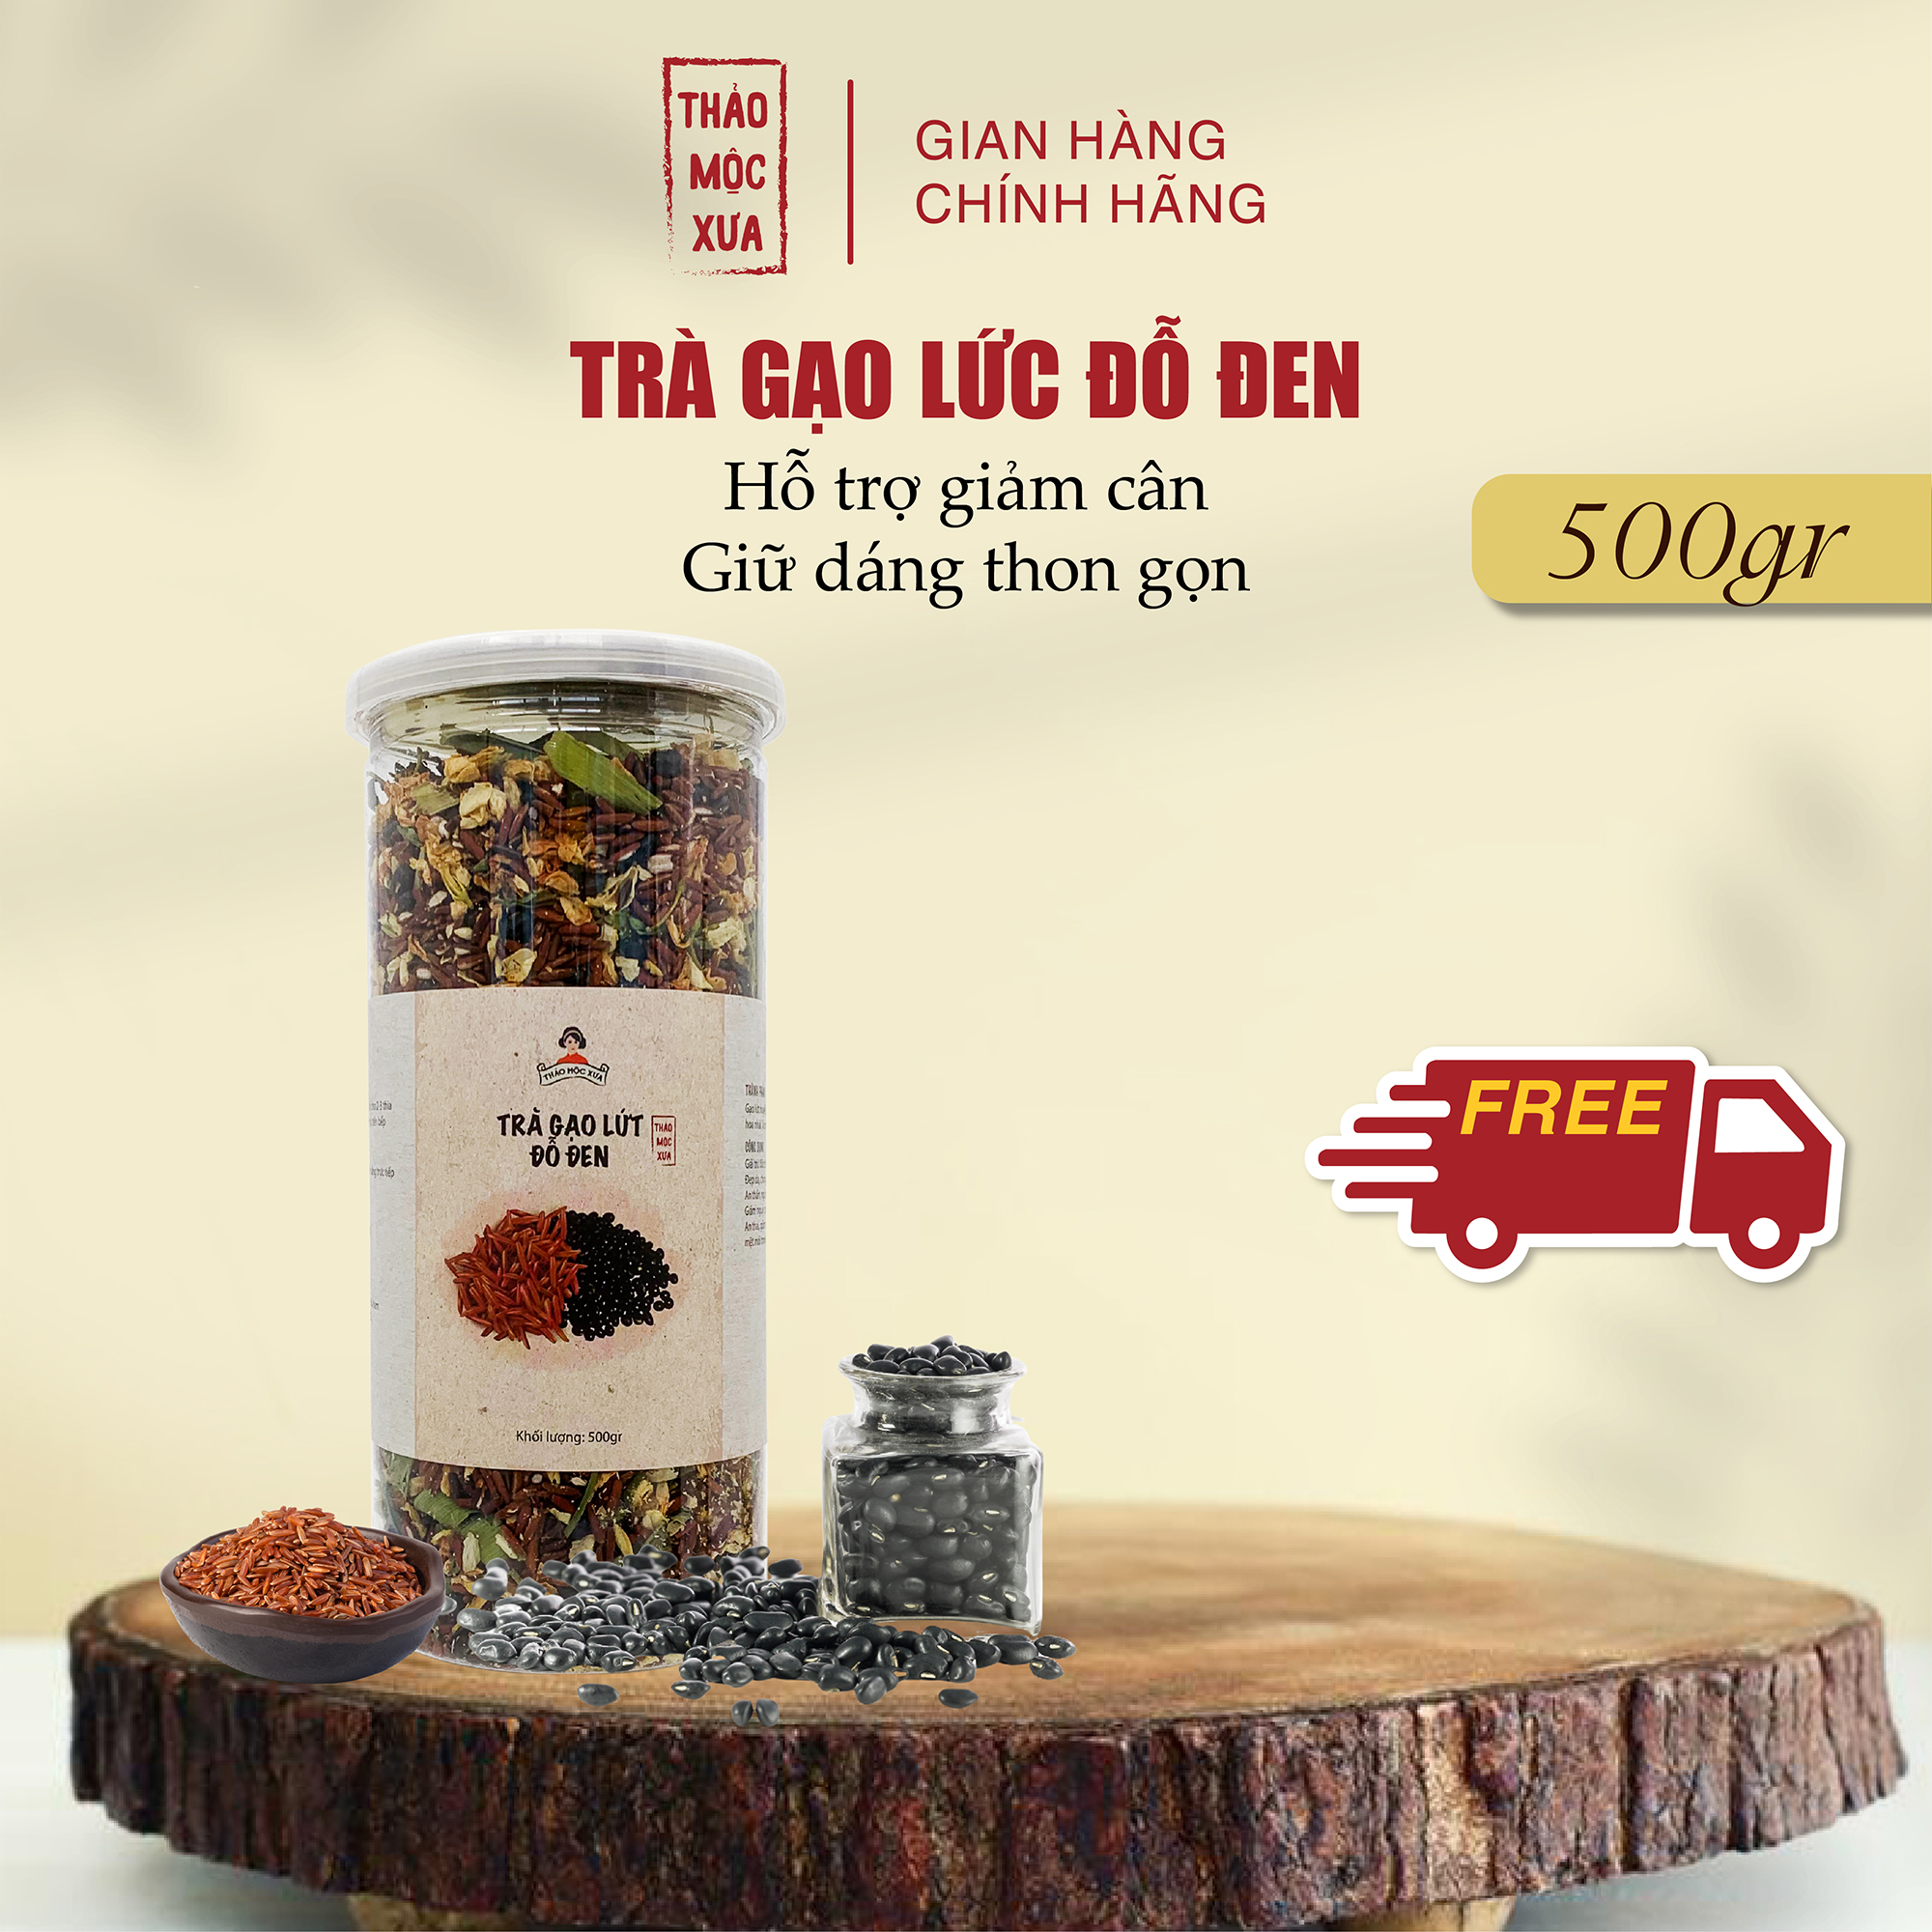 THẢO
MỘC
XƯA
GIAN HÀNG
CHÍNH HÃNG
TRÀ GẠO LỨC ĐỖ ĐEN
Hỗ trợ giảm cân
Giữ dáng thon gọn
500gr
FREE
THẢO MỘC XƯA
TRÀ GẠO LỨT
ĐỖ ĐEN
THẢO
MỘC
XƯA
Khối lượng: 500gr